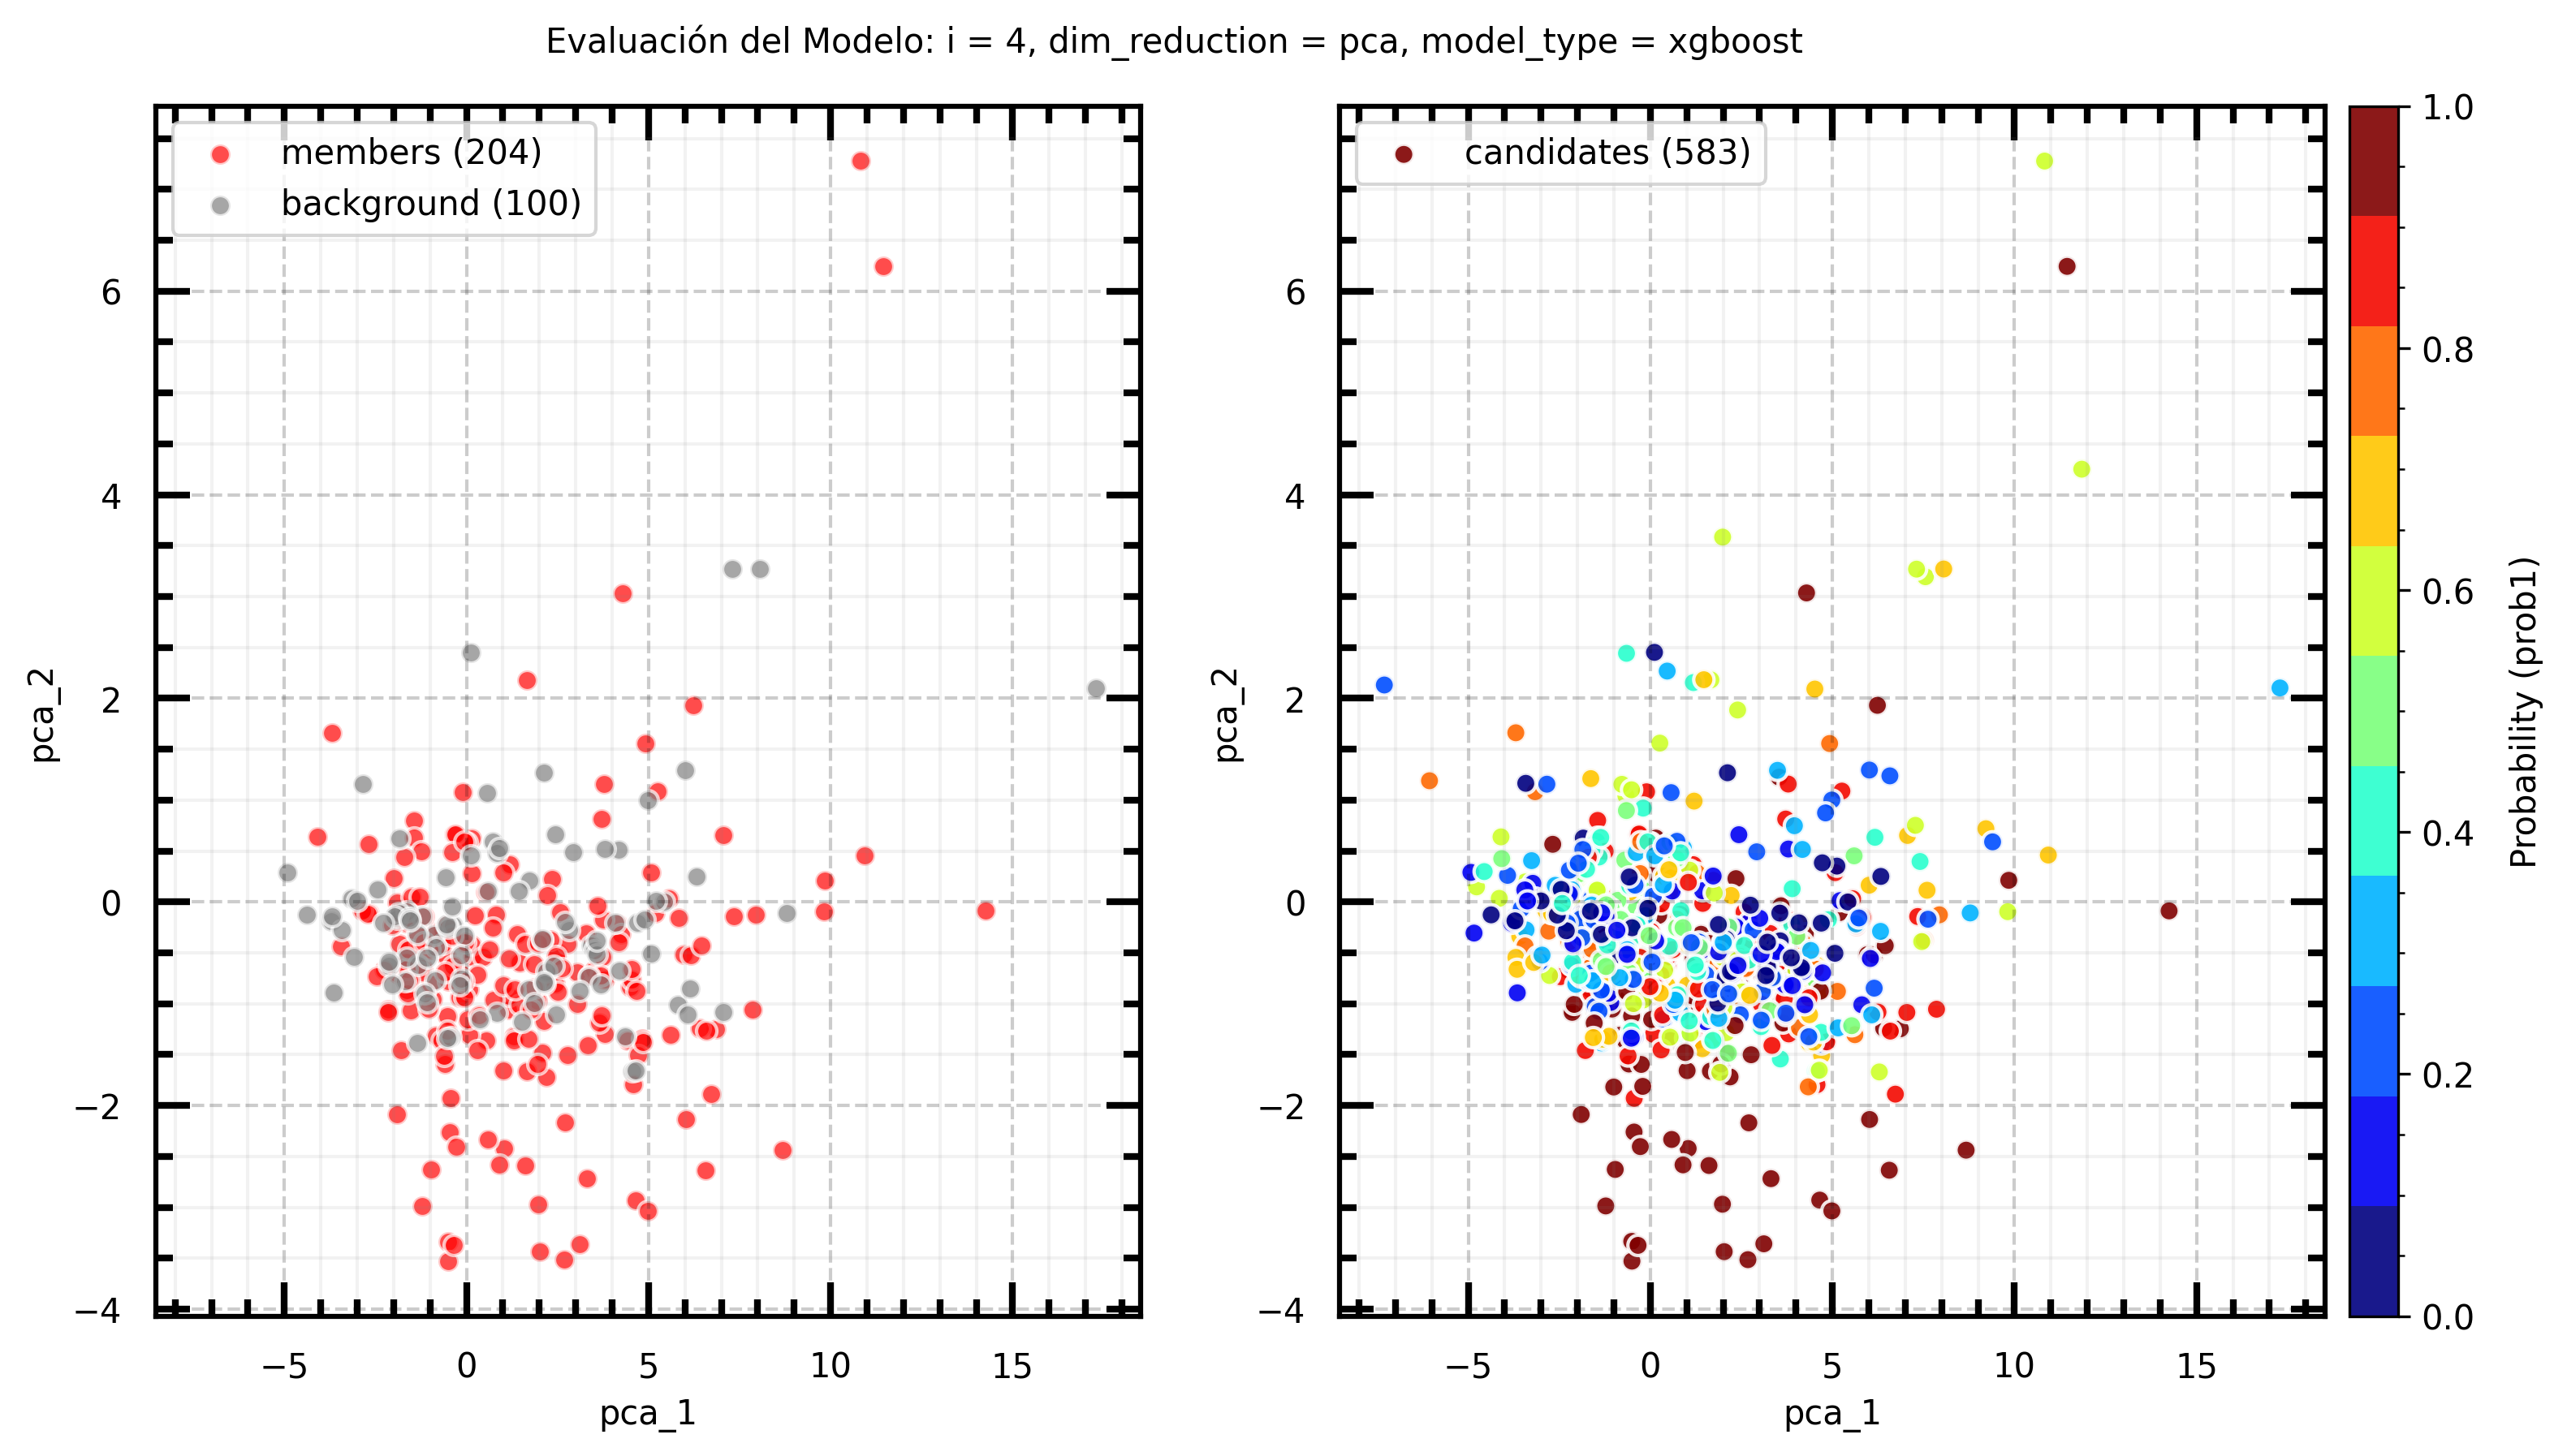 Evaluación del Modelo: i = 4, dim_reduction = pca, model_type = xgboost
members (204)
background (100)
6
4
2
0
−2
−4
pca_2
−5 0 5 10 15
pca_1
candidates (583)
6
4
2
0
−2
−4
pca_2
−5 0 5 10 15
pca_1
1.0
0.8
0.6
0.4
0.2
0.0
Probability (prob1)